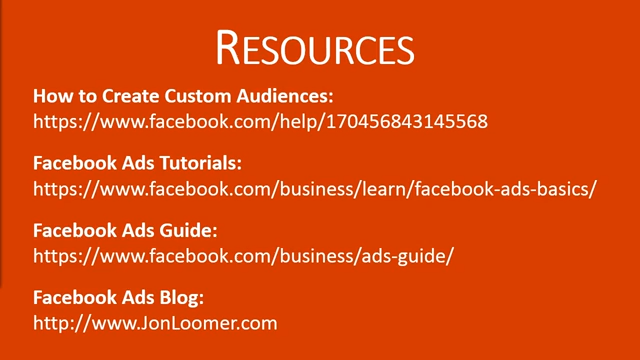 RESOURCES
How to Create Custom Audiences:
https://www.facebook.com/help/170456843145568
Facebook Ads Tutorials:
https://www.facebook.com/business/learn/facebook-ads-basics/
Facebook Ads Guide:
https://www.facebook.com/business/ads-guide/
Facebook Ads Blog:
http://www.JonLoomer.com